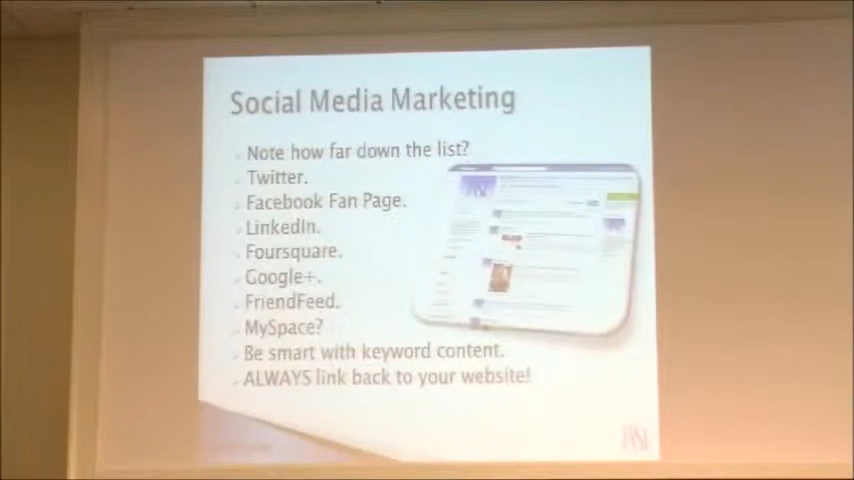 Social Media Marketing
Note how far down the list?
Twitter.
Facebook Fan Page.
LinkedIn.
Foursquare.
Google+.
FriendFeed.
MySpace?
Be smart with keyword content.
ALWAYS link back to your website!